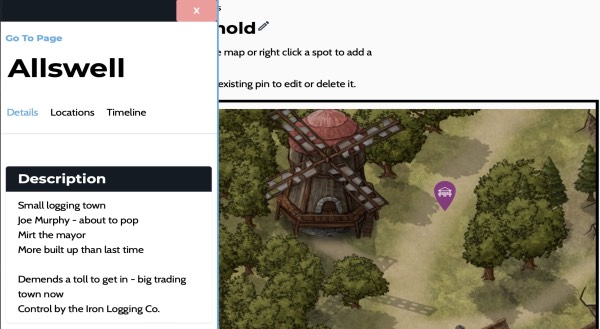 x
s
Go To Page
hold
Allswell
e map or right click a spot to add a
existing pin to edit or delete it.
Details Locations Timeline
Description
Small logging town
Joe Murphy - about to pop
Mirt the mayor
More built up than last time
Demends a toll to get in - big trading
town now
Control by the Iron Logging Co.